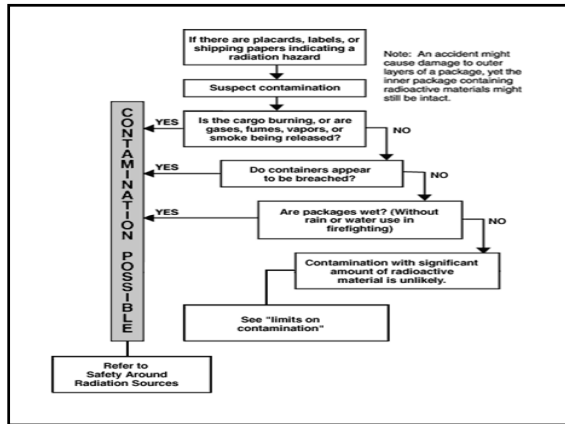 If there are placards, labels, or
shipping papers indicating a
radiation hazard
Note: An accident might
cause damage to outer
layers of a package, yet the
inner package containing
radioactive materials might
still be intact.
Suspect contamination
Is the cargo burning, or are
gases, fumes, vapors, or
smoke being released?
YES
NO
Do containers appear
to be breached?
YES
NO
Are packages wet? (Without
rain or water use in
firefighting)
YES
NO
Contamination with significant
amount of radioactive
material is unlikely.
See "limits on
contamination"
CONTAMINATION POSSIBLE
Refer to
Safety Around
Radiation Sources